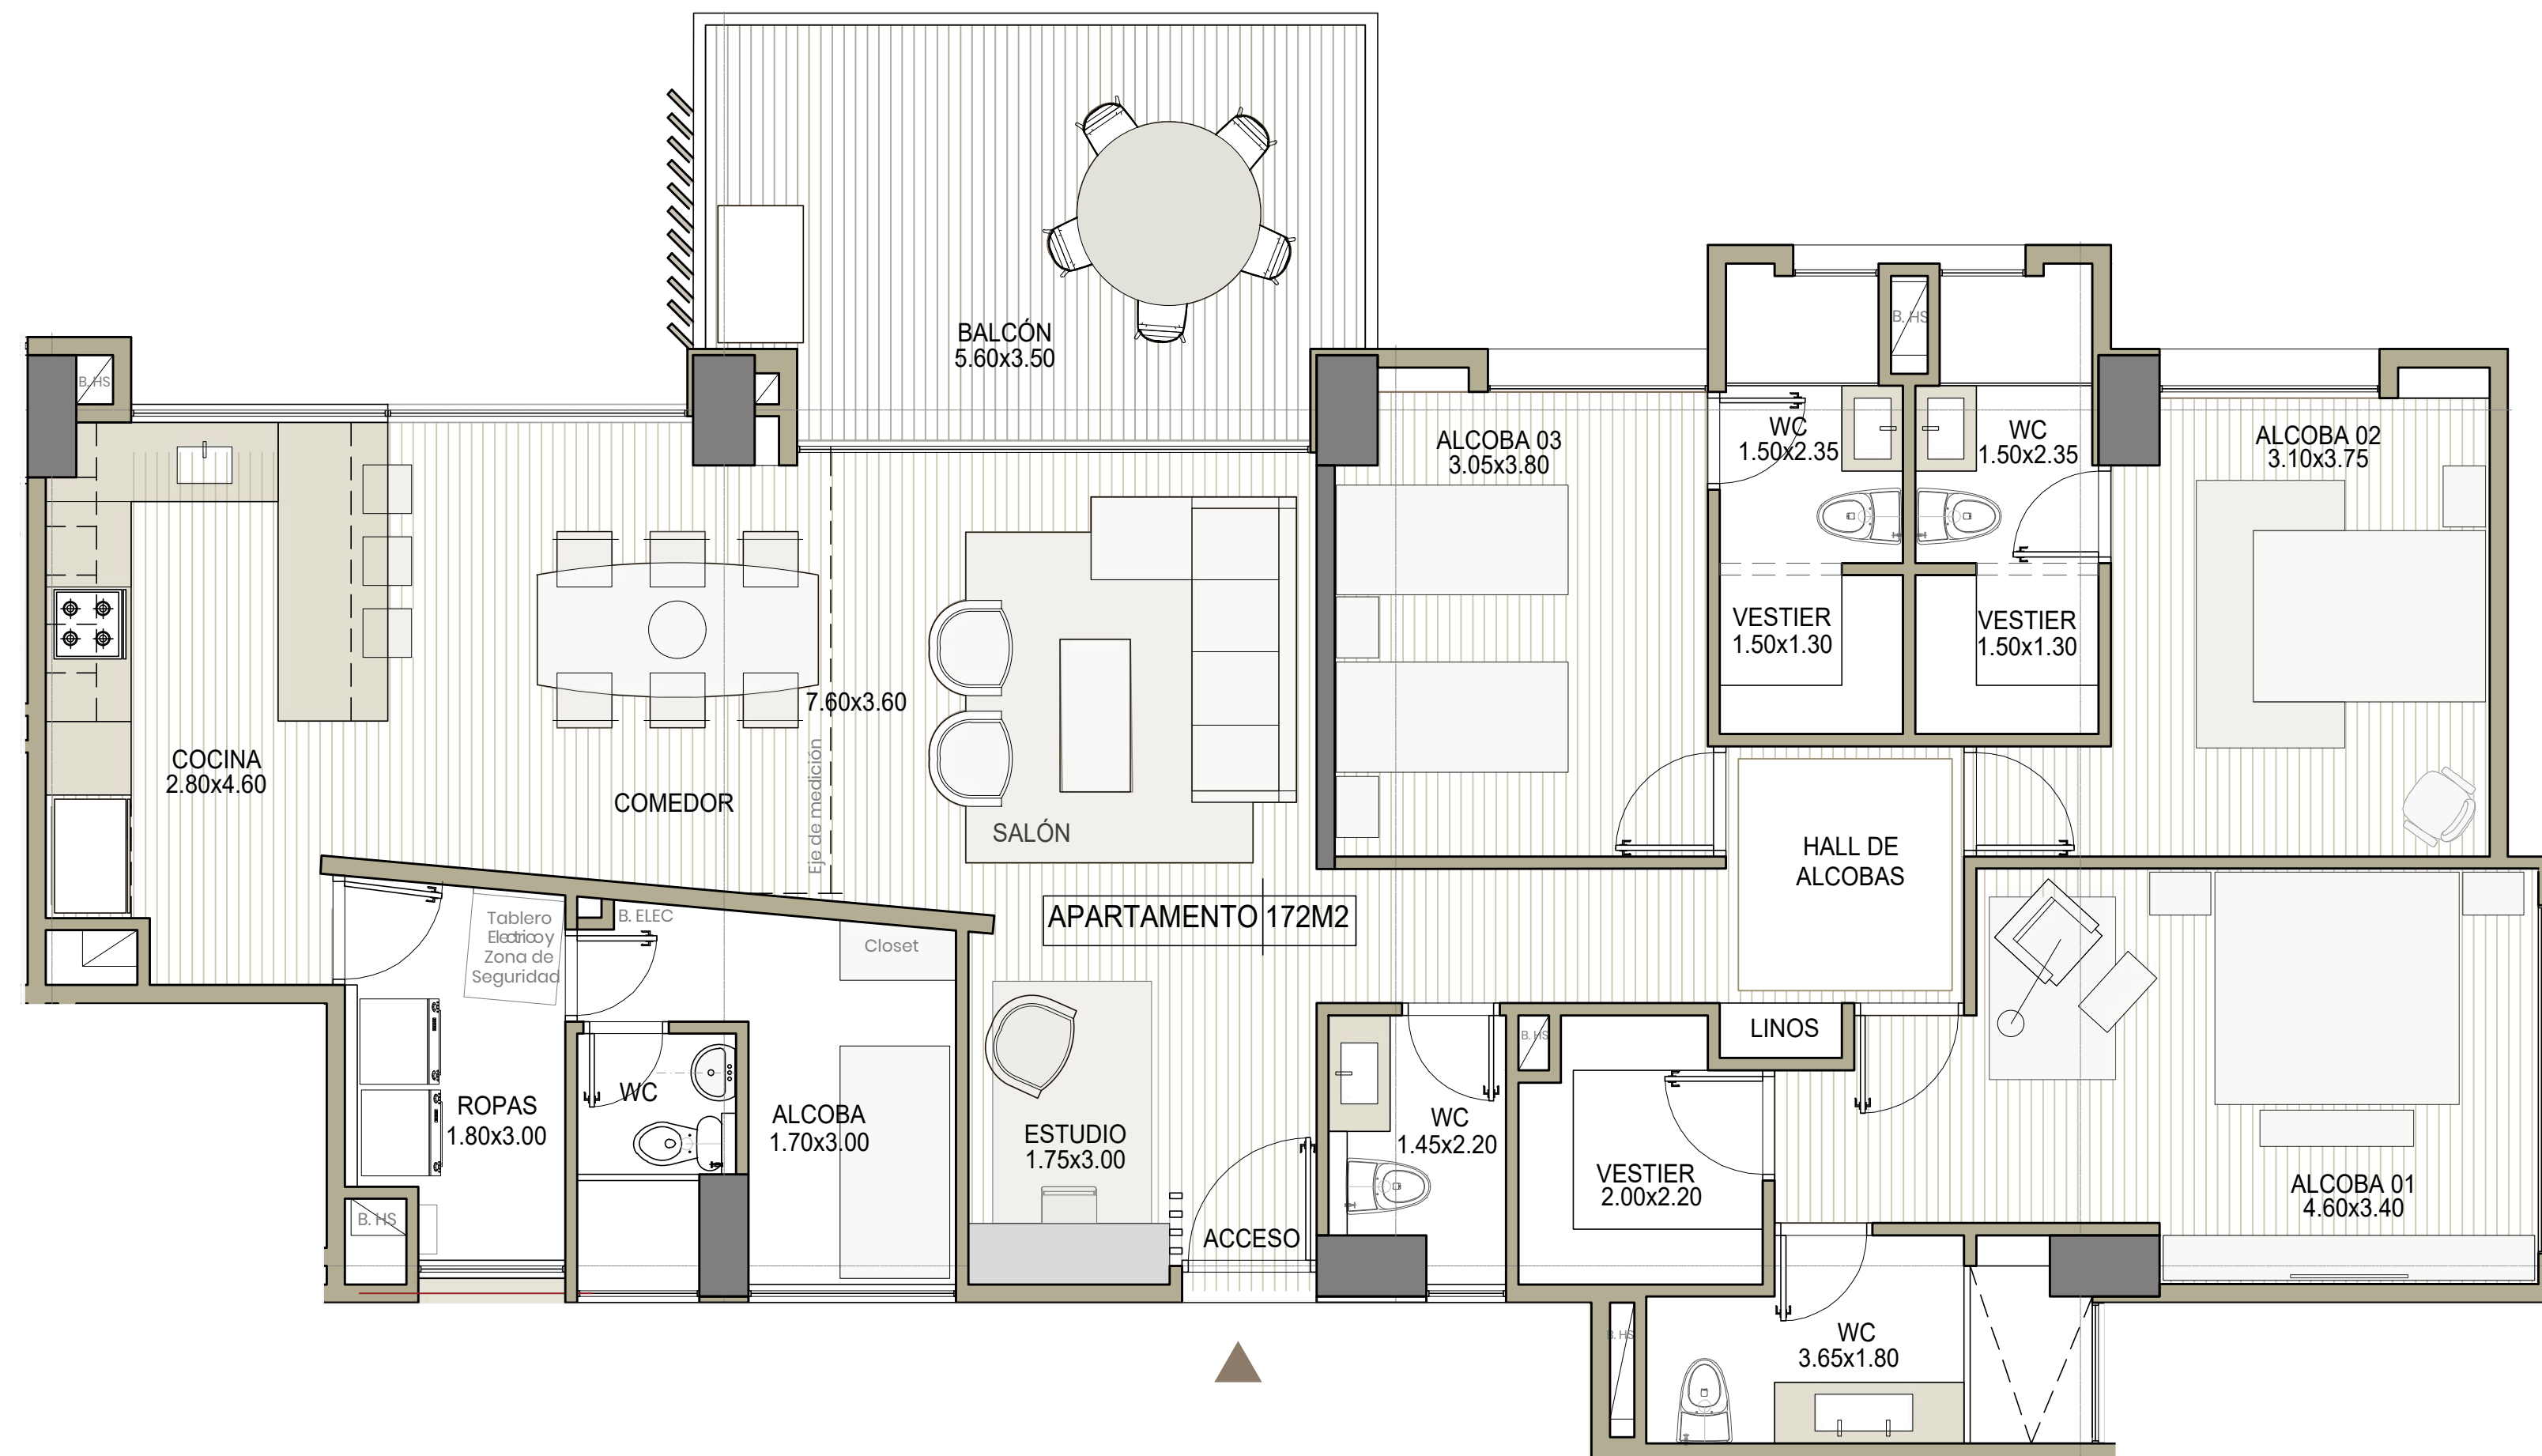 BALCÓN
5.60x3.50
B. HS
B. HS
ALCOBA 03
3.05x3.80
WC
1.50x2.35
WC
1.50x2.35
ALCOBA 02
3.10x3.75
VESTIER
1.50x1.30
VESTIER
1.50x1.30
7.60x3.60
COCINA
2.80x4.60
COMEDOR
Eje de medición
SALÓN
HALL DE
ALCOBAS
APARTAMENTO 172M2
Tablero
Electrico y
Zona de
Seguridad
B. ELEC
Closet
LINOS
B. HS
WC
ROPAS
1.80x3.00
ALCOBA
1.70x3.00
ESTUDIO
1.75x3.00
WC
1.45x2.20
VESTIER
2.00x2.20
ALCOBA 01
4.60x3.40
B. HS
ACCESO
B. HS
WC
3.65x1.80